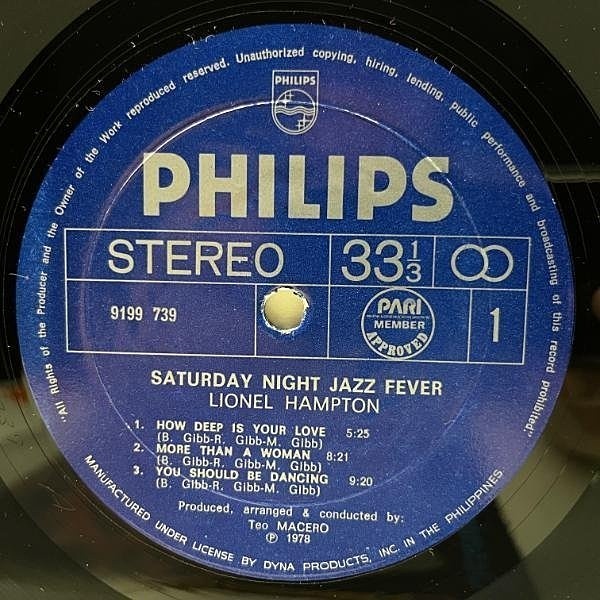 "All Rights of the Producer and the Owner of the Work reproduced reserved. Unauthorized copying, hiring, lending, public performance and broadcasting of this record prohibited."
PHILIPS
PHILIPS
STEREO 33 1/3
9199 739
PARI
MEMBER
APPROVED
1
SATURDAY NIGHT JAZZ FEVER
LIONEL HAMPTON
1. HOW DEEP IS YOUR LOVE 5:25
(B. Gibb-R. Gibb-M. Gibb)
2. MORE THAN A WOMAN 8:21
(B. Gibb-R. Gibb-M. Gibb)
3. YOU SHOULD BE DANCING 9:20
(B. Gibb-R. Gibb-M. Gibb)
Produced, arranged & conducted by:
Teo MACERO
℗ 1978
MANUFACTURED UNDER LICENSE BY DYNA PRODUCTS, INC. IN THE PHILIPPINES